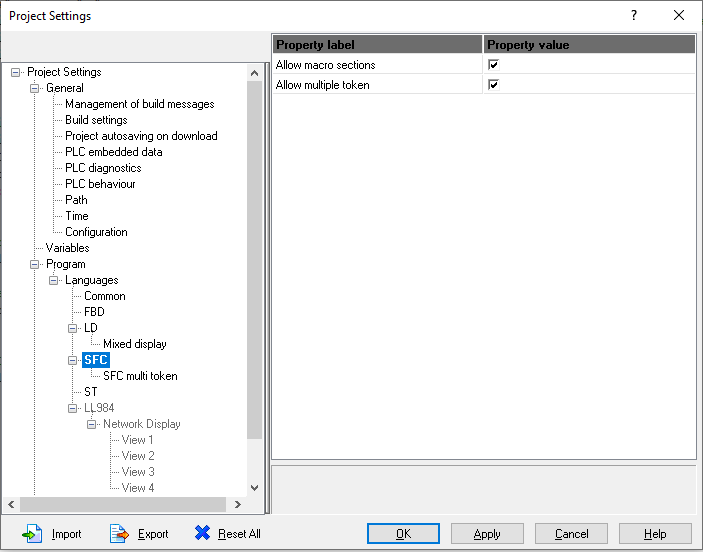 Project Settings
? ×
Property label Property value
Allow macro sections
Allow multiple token
Project Settings
General
Management of build messages
Build settings
Project autosaving on download
PLC embedded data
PLC diagnostics
PLC behaviour
Path
Time
Configuration
Variables
Program
Languages
Common
FBD
LD
Mixed display
SFC
SFC multi token
ST
LL984
Network Display
View 1
View 2
View 3
View 4
Import Export Reset All OK Apply Cancel Help